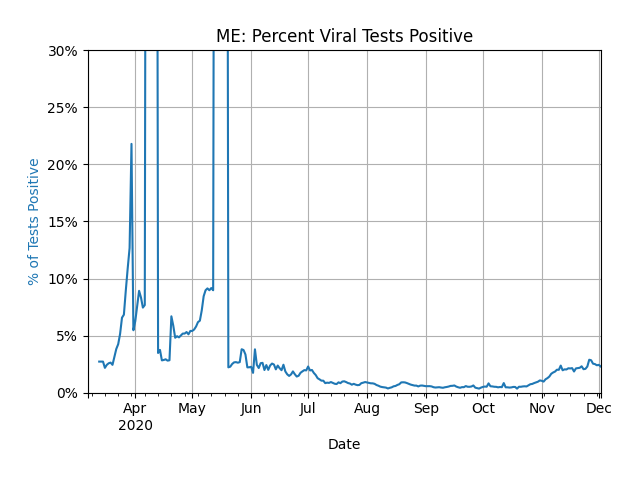 ME: Percent Viral Tests Positive
30%
25%
20%
15%
10%
5%
0%
% of Tests Positive
Apr May Jun Jul Aug Sep Oct Nov Dec
2020
Date